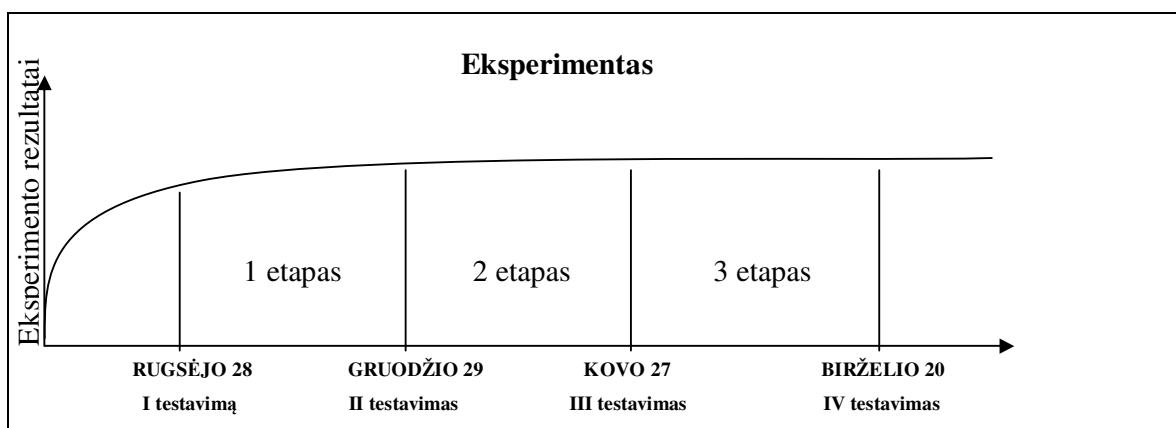 Eksperimentas
Eksperimento rezultatai
1 etapas
2 etapas
3 etapas
RUGSĖJO 28
GRUODŽIO 29
KOVO 27
BIRŽELIO 20
I testavimą
II testavimas
III testavimas
IV testavimas